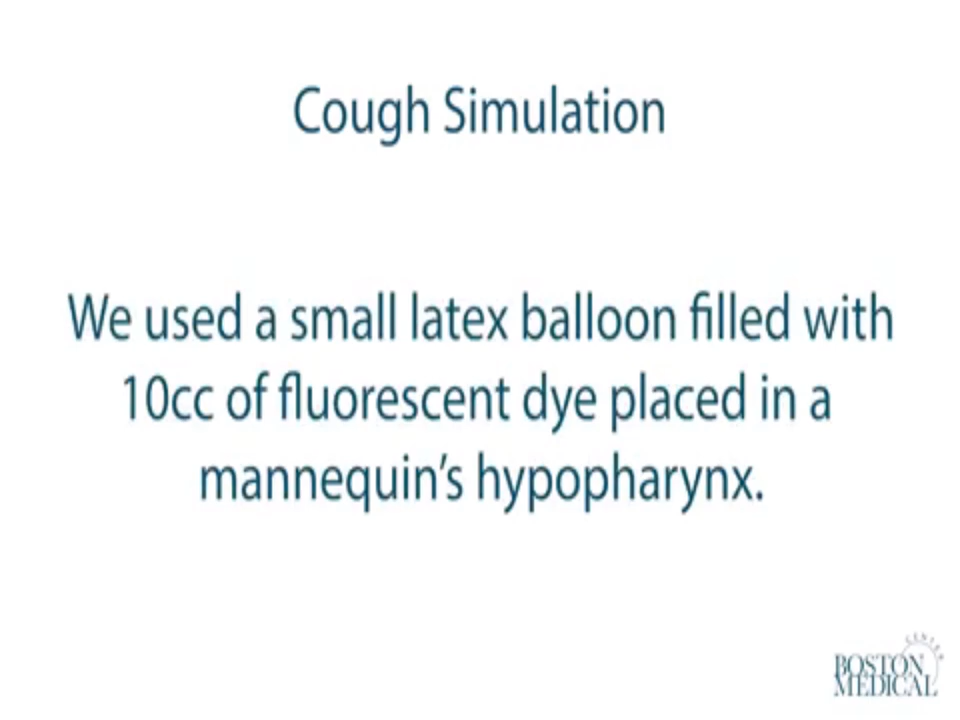 Cough Simulation
We used a small latex balloon filled with
10cc of fluorescent dye placed in a
mannequin's hypopharynx.
CENTER
BOSTON
MEDICAL